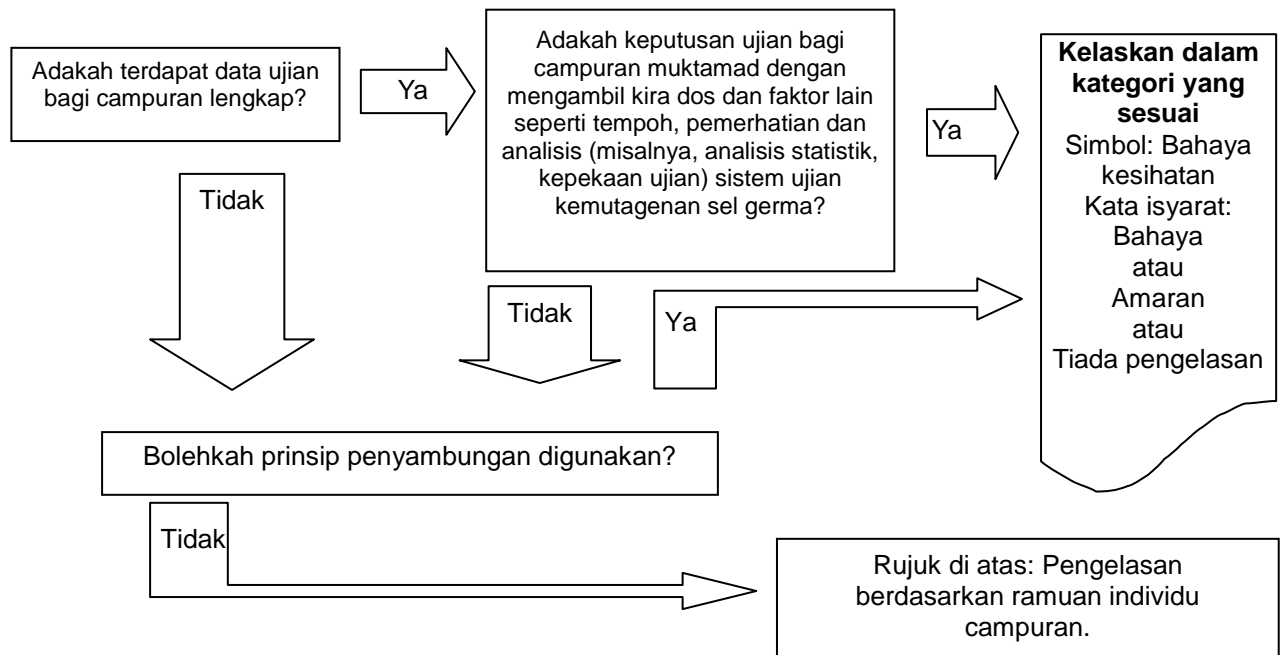 Adakah terdapat data ujian
bagi campuran lengkap?
Ya
Adakah keputusan ujian bagi
campuran muktamad dengan
mengambil kira dos dan faktor lain
seperti tempoh, pemerhatian dan
analisis (misalnya, analisis statistik,
kepekaan ujian) sistem ujian
kemutagenan sel germa?
Ya
Kelaskan dalam
kategori yang
sesuai
Simbol: Bahaya
kesihatan
Kata isyarat:
Bahaya
atau
Amaran
atau
Tiada pengelasan
Tidak
Tidak
Ya
Bolehkah prinsip penyambungan digunakan?
Tidak
Rujuk di atas: Pengelasan
berdasarkan ramuan individu
campuran.